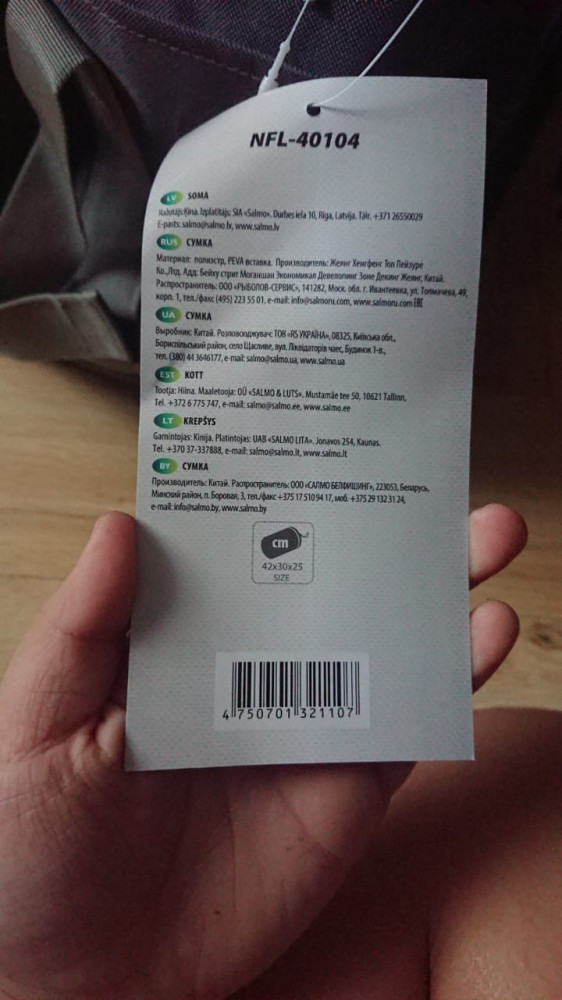 NFL-40104
LV SOMA
Ražotājs: Ķīna. Izplatītājs: SIA «Salmo». Durbes iela 10, Rīga, Latvija. Tālr. +371 26550029
E-pasts: salmo@salmo.lv, www.salmo.lv
RUS СУМКА
Материал: полиэстр, PEVA вставка. Производитель: Жеянг Хенгфенг Топ Лейзуре
Ко.,Лтд. Адд: Бейху стрит Моганшан Экономикал Девелопинг Зоне Декинг Жеянг, Китай.
Распространитель: ООО «РЫБОЛОВ-СЕРВИС», 141282, Моск. обл. г. Ивантеевка, ул. Толмачева, 49,
корп. 1, тел./факс (495) 223 55 01. e-mail: info@salmoru.com, www.salmoru.com EAC
UA СУМКА
Выробник: Китай. Розповсюджувач: ТОВ «RS УКРАЇНА», 08325, Київська обл.,
Бориспільський район, село Щасливе, вул. Ліквідаторів чаес, Будинок 1-в.,
тел. (380) 44 3646177, e-mail: salmo@salmo.ua, www.salmo.ua
EST KOTT
Tootja: Hiina. Maaletooja: OÜ «SALMO & LUTS». Mustamäe tee 50, 10621 Tallinn,
Tel. +372 6 775 747, e-mail: salmo@salmo.ee, www.salmo.ee
LT KREPŠYS
Gamintojas: Kinija. Platintojas: UAB «SALMO LITA». Jonavos 254, Kaunas.
Tel. +370 37-337888, e-mail: salmo@salmo.lt, www.salmo.lt
BY СУМКА
Производитель: Китай. Распространитель: ООО «САЛМО БЕЛФИШИНГ», 223053, Беларусь,
Минский район, п. Боровая, 3, тел./факс +375 17 510 94 17, моб. +375 29 132 31 24,
e-mail: info@salmo.by, www.salmo.by
cm
42x30x25
SIZE
4 750701 321107